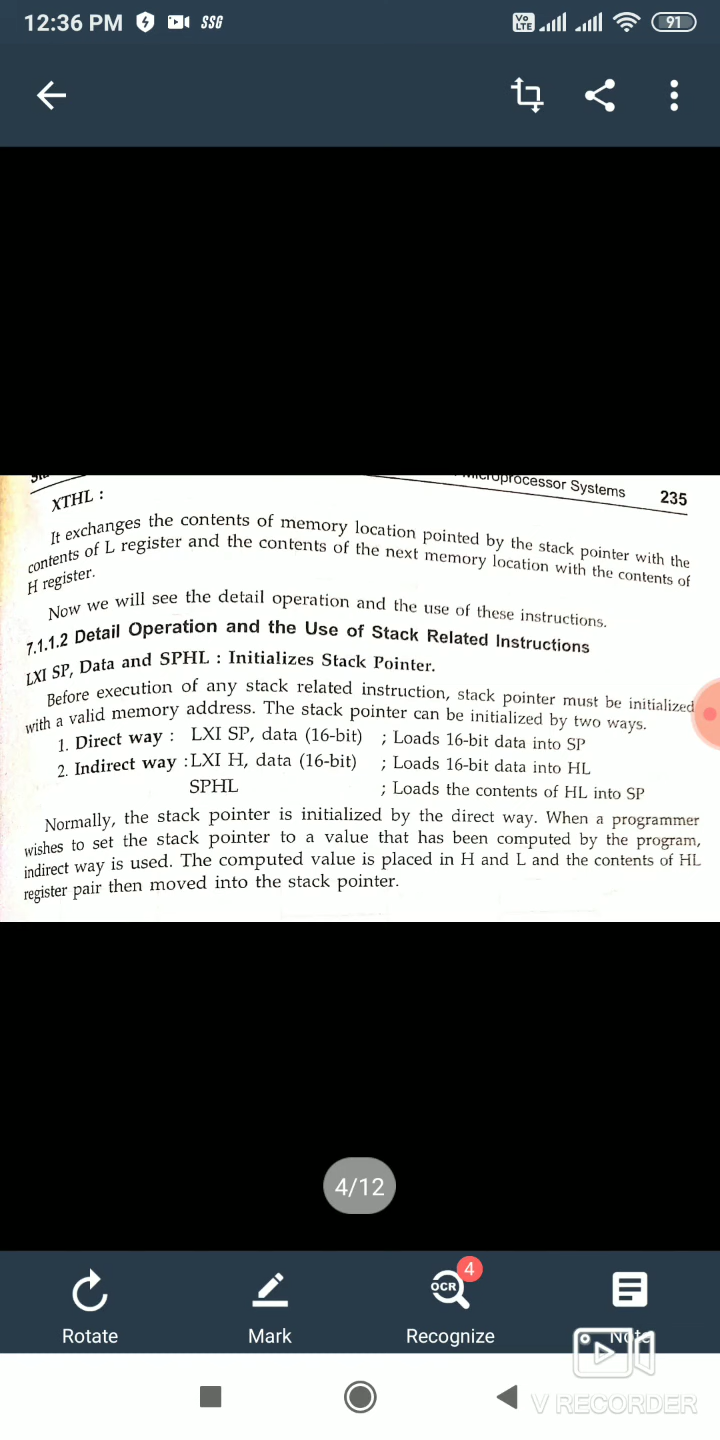 12:36 PM SSG Vo LTE 91
Microprocessor Systems 235
XTHL :
It exchanges the contents of memory location pointed by the stack pointer with the
contents of L register and the contents of the next memory location with the contents of
H register.
Now we will see the detail operation and the use of these instructions.
7.1.1.2 Detail Operation and the Use of Stack Related Instructions
LXI SP, Data and SPHL : Initializes Stack Pointer.
Before execution of any stack related instruction, stack pointer must be initialized
with a valid memory address. The stack pointer can be initialized by two ways.
1. Direct way : LXI SP, data (16-bit) ; Loads 16-bit data into SP
2. Indirect way :LXI H, data (16-bit) ; Loads 16-bit data into HL
SPHL ; Loads the contents of HL into SP
Normally, the stack pointer is initialized by the direct way. When a programmer
wishes to set the stack pointer to a value that has been computed by the program,
indirect way is used. The computed value is placed in H and L and the contents of HL
register pair then moved into the stack pointer.
4/12
OCR 4
Rotate Mark Recognize Note
V RECORDER